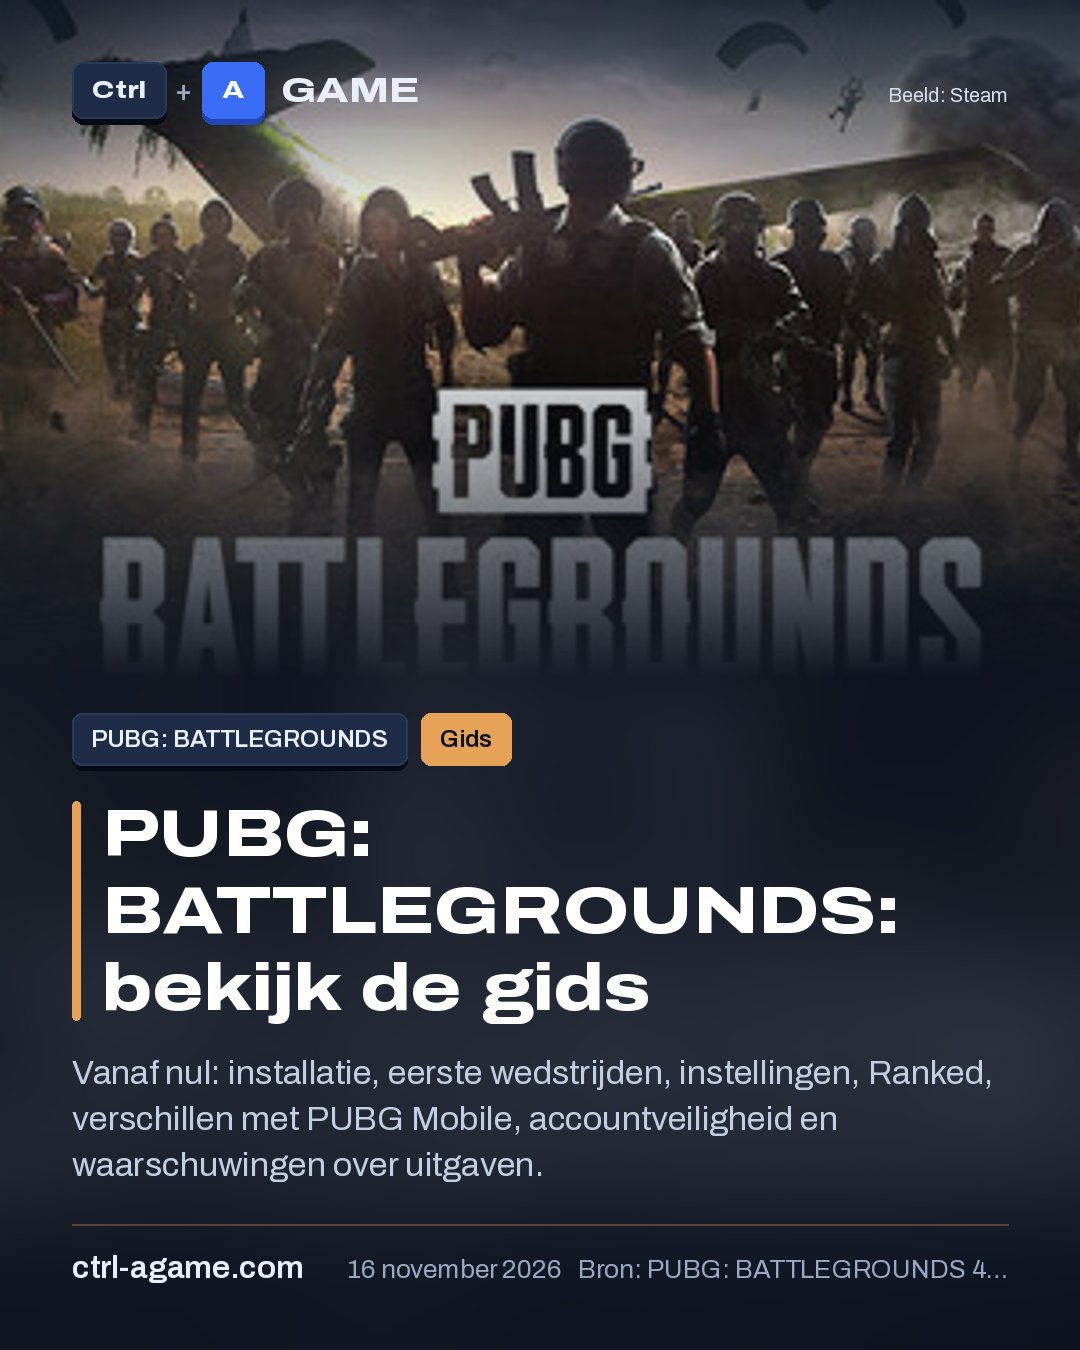 Ctrl + A GAME
Beeld: Steam
PUBG
BATTLEGROUNDS
PUBG: BATTLEGROUNDS
Gids
PUBG:
BATTLEGROUNDS:
bekijk de gids
Vanaf nul: installatie, eerste wedstrijden, instellingen, Ranked,
verschillen met PUBG Mobile, accountveiligheid en
waarschuwingen over uitgaven.
ctrl-agame.com
16 november 2026
Bron: PUBG: BATTLEGROUNDS 4…